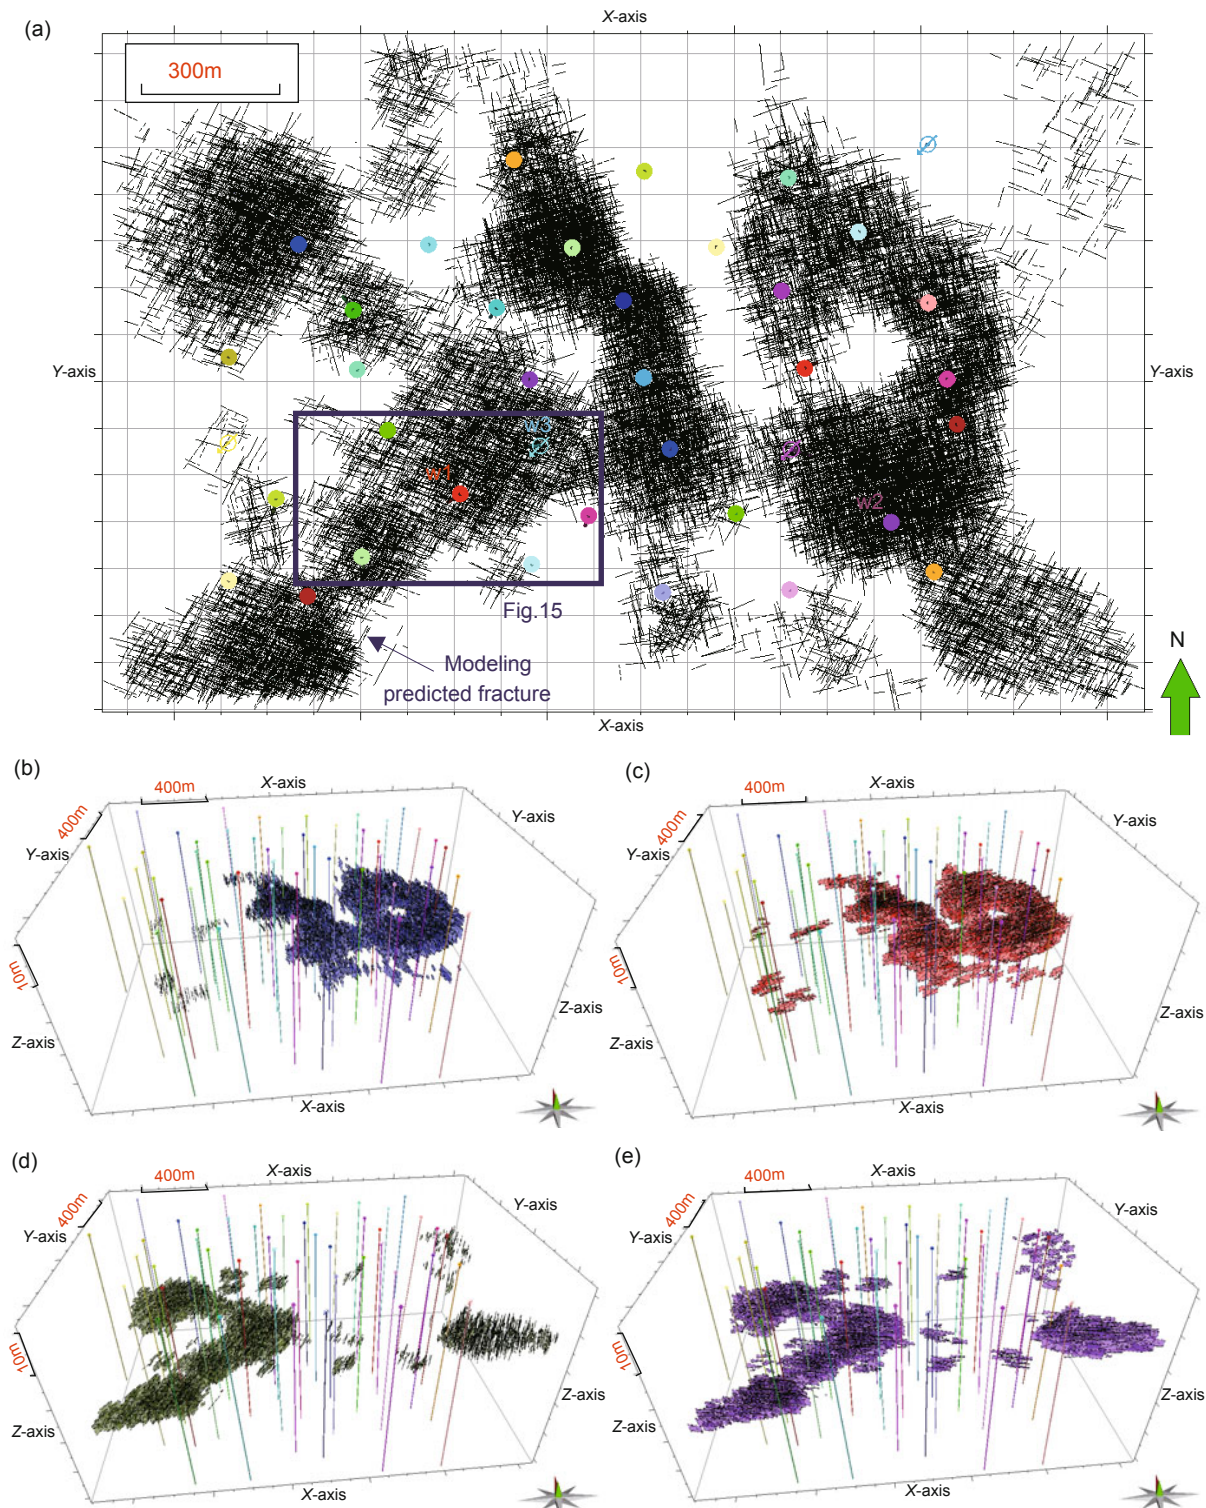 (a)
X-axis
300m
Y-axis
Y-axis
w3
w1
w2
Fig.15
Modeling
predicted fracture
N
X-axis
(b)
400m
X-axis
400m
Y-axis
Y-axis
10m
Z-axis
Z-axis
X-axis
(c)
400m
X-axis
400m
Y-axis
Y-axis
10m
Z-axis
Z-axis
X-axis
(d)
400m
X-axis
400m
Y-axis
Y-axis
10m
Z-axis
Z-axis
X-axis
(e)
400m
X-axis
400m
Y-axis
Y-axis
10m
Z-axis
Z-axis
X-axis